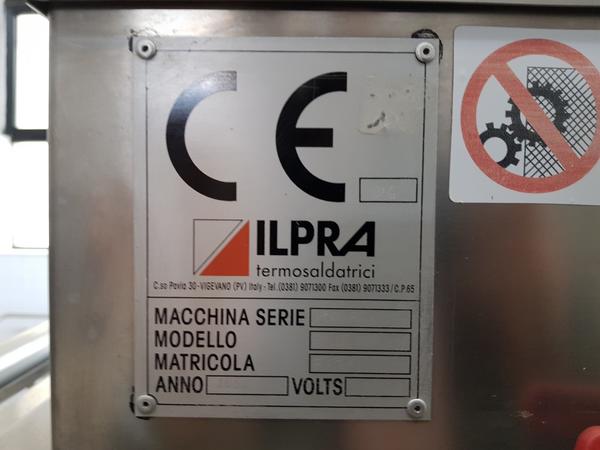 CE
ILPRA
termosaldatrici
C.so Pavia 30-VIGEVANO (PV) Italy - Tel.(0381) 9071300 Fax (0381) 9071333/C.P.65
MACCHINA SERIE
MODELLO
MATRICOLA
ANNO VOLTS